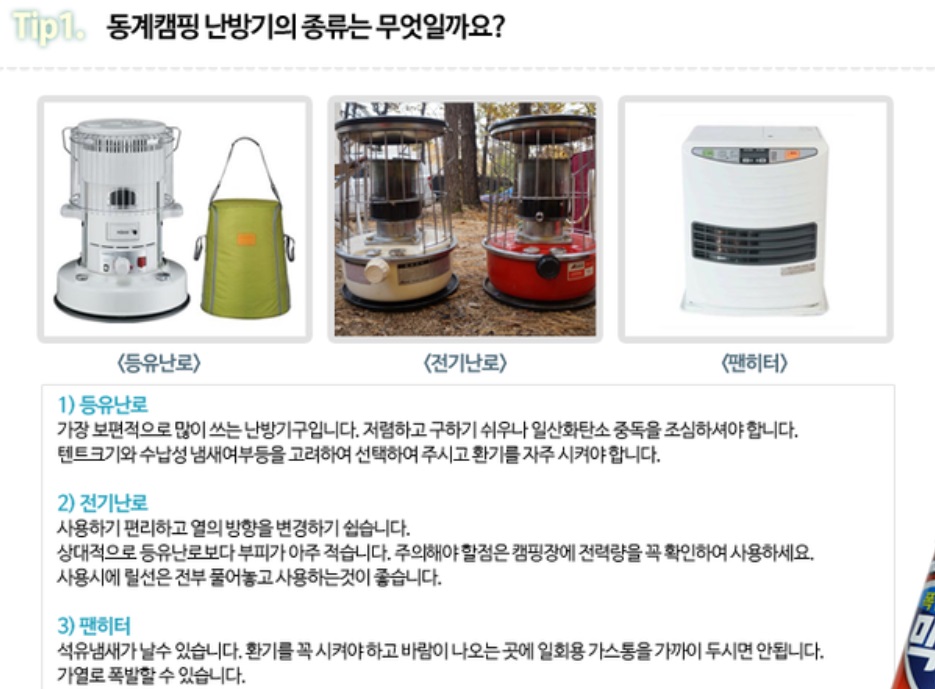 Tip1. 동계캠핑 난방기의 종류는 무엇일까요?
<등유난로>
<전기난로>
<팬히터>
1) 등유난로
가장 보편적으로 많이 쓰는 난방기구입니다. 저렴하고 구하기 쉬우나 일산화탄소 중독을 조심하셔야 합니다.
텐트크기와 수납성 냄새여부등을 고려하여 선택하여 주시고 환기를 자주 시켜야 합니다.
2) 전기난로
사용하기 편리하고 열의 방향을 변경하기 쉽습니다.
상대적으로 등유난로보다 부피가 아주 적습니다. 주의해야 할점은 캠핑장에 전력량을 꼭 확인하여 사용하세요.
사용시에 릴선은 전부 풀어놓고 사용하는것이 좋습니다.
3) 팬히터
석유냄새가 날수 있습니다. 환기를 꼭 시켜야 하고 바람이 나오는 곳에 일회용 가스통을 가까이 두시면 안됩니다.
가열로 폭발할 수 있습니다.